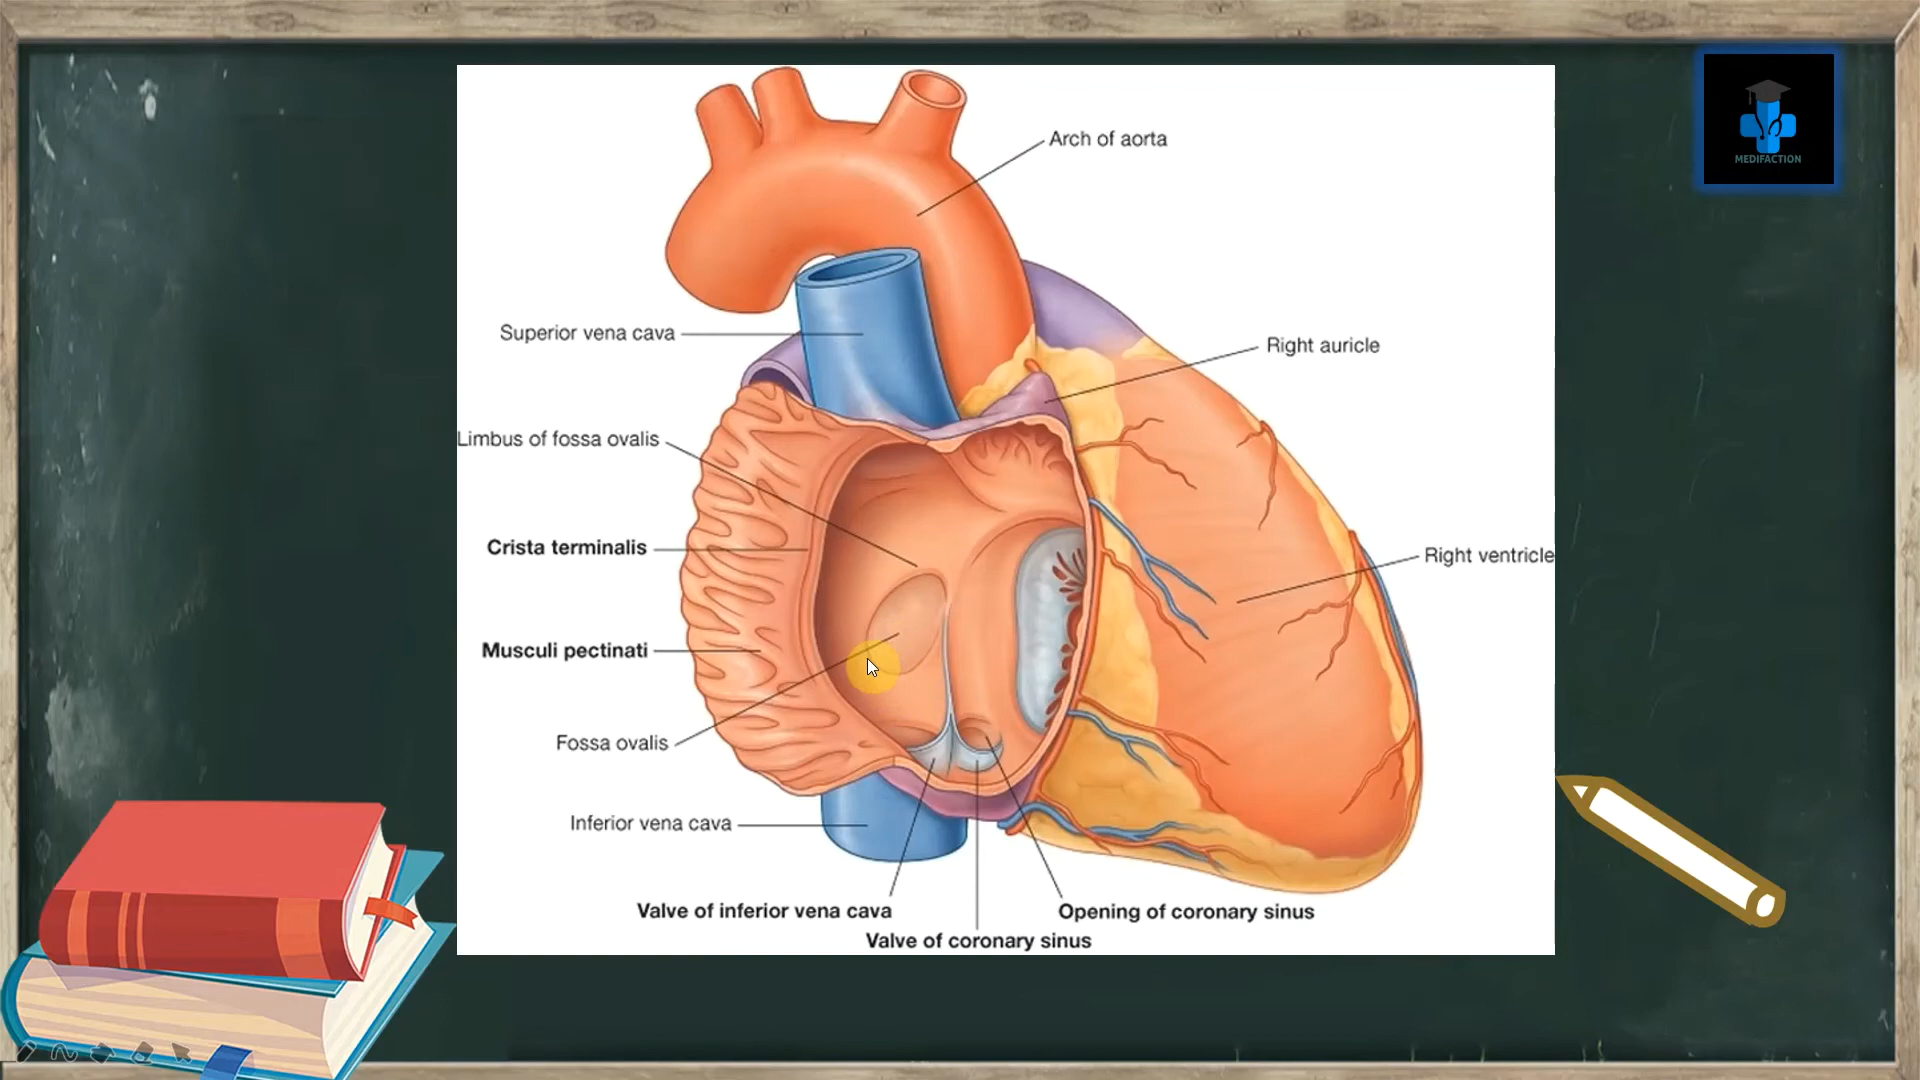 MEDIFACTION
Arch of aorta
Superior vena cava
Right auricle
Limbus of fossa ovalis
Crista terminalis
Right ventricle
Musculi pectinati
Fossa ovalis
Inferior vena cava
Valve of inferior vena cava
Opening of coronary sinus
Valve of coronary sinus